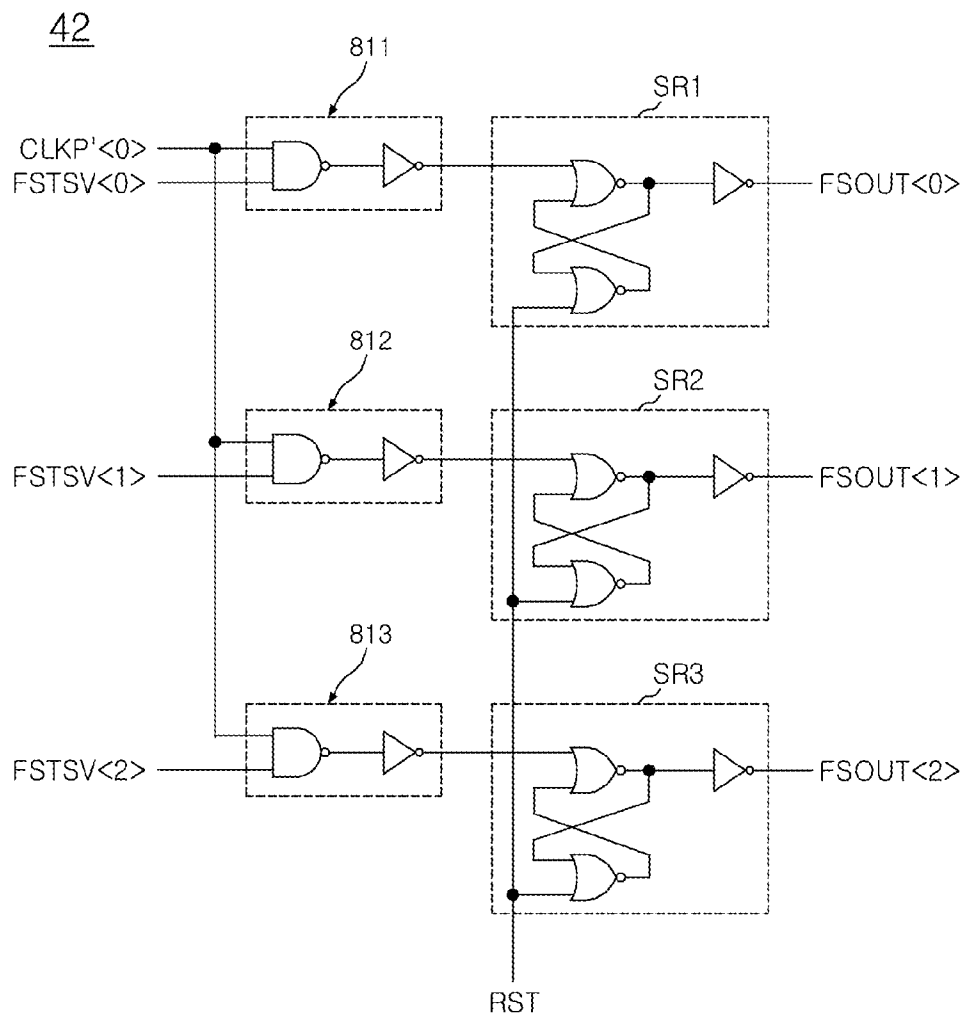 42
811
SR1
CLKP'<0>
FSTSV<0>
FSOUT<0>
812
SR2
FSTSV<1>
FSOUT<1>
813
SR3
FSTSV<2>
FSOUT<2>
RST